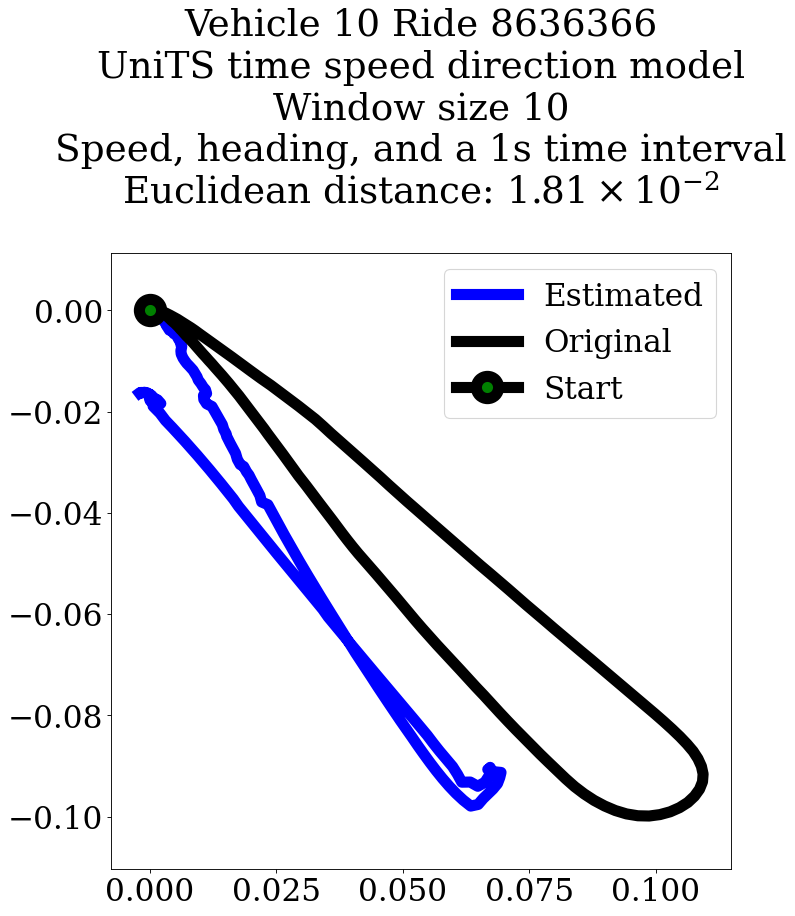 Vehicle 10 Ride 8636366
UniTS time speed direction model
Window size 10
Speed, heading, and a 1s time interval
Euclidean distance: 1.81 × 10⁻²
Estimated
Original
Start
0.00
−0.02
−0.04
−0.06
−0.08
−0.10
0.000 0.025 0.050 0.075 0.100